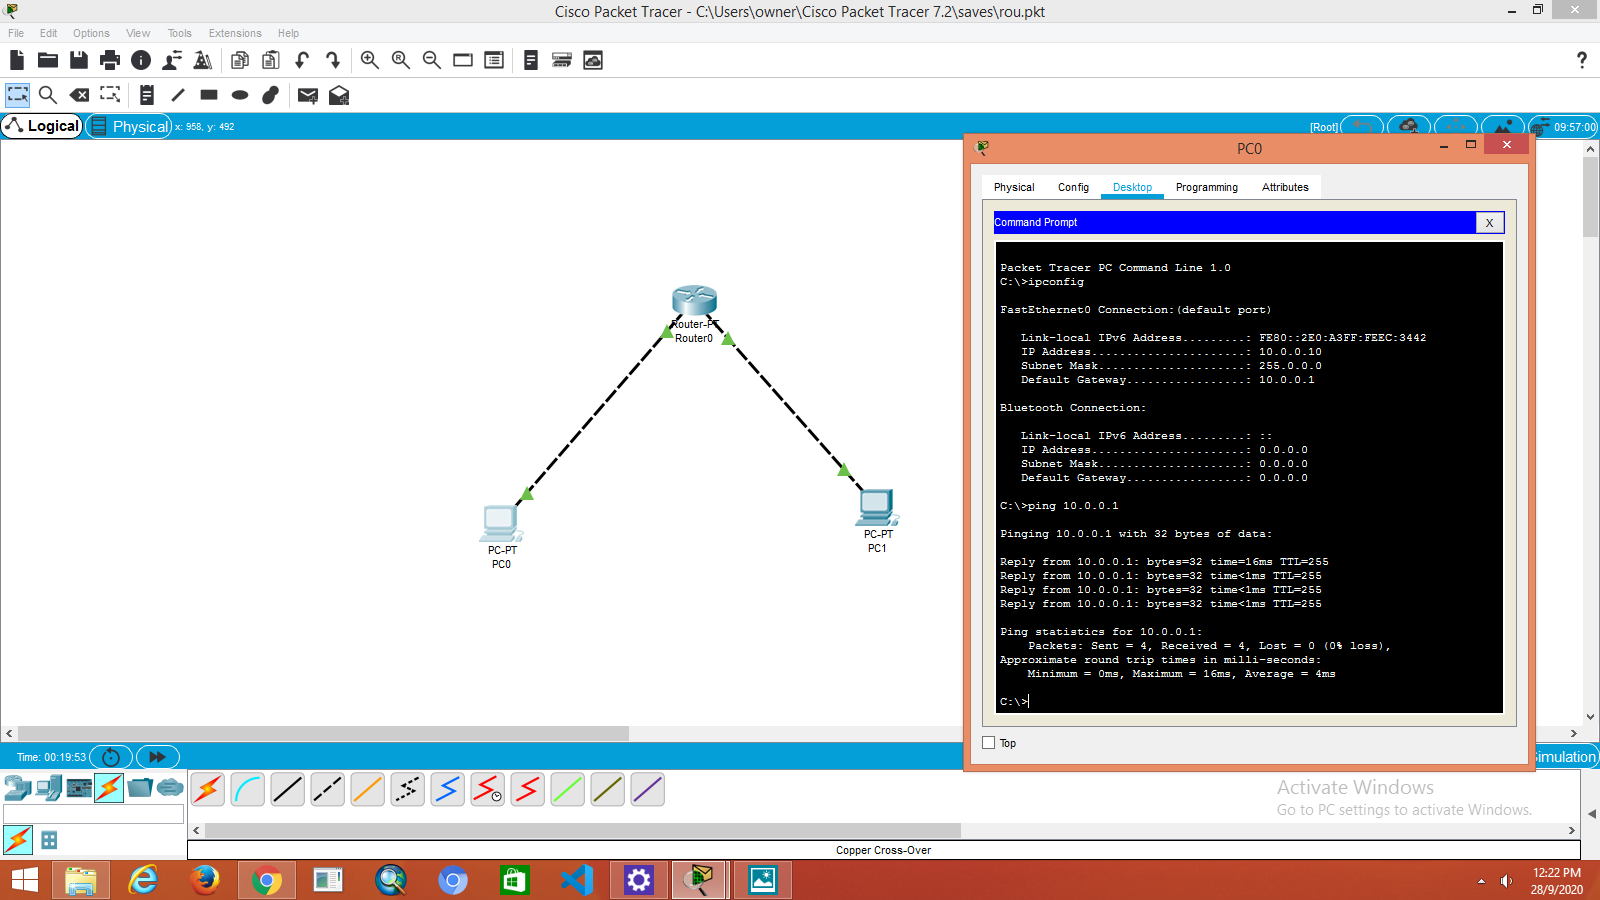 Cisco Packet Tracer - C:\Users\owner\Cisco Packet Tracer 7.2\saves\rou.pkt
File Edit Options View Tools Extensions Help
?
Logical Physical x: 958, y: 492 [Root] 09:57:00
Router-PT
Router0
PC-PT
PC0
PC-PT
PC1
PC0
Physical Config Desktop Programming Attributes
Command Prompt X
Packet Tracer PC Command Line 1.0
C:\>ipconfig
FastEthernet0 Connection:(default port)
Link-local IPv6 Address.........: FE80::2E0:A3FF:FEEC:3442
IP Address......................: 10.0.0.10
Subnet Mask.....................: 255.0.0.0
Default Gateway.................: 10.0.0.1
Bluetooth Connection:
Link-local IPv6 Address.........: ::
IP Address......................: 0.0.0.0
Subnet Mask.....................: 0.0.0.0
Default Gateway.................: 0.0.0.0
C:\>ping 10.0.0.1
Pinging 10.0.0.1 with 32 bytes of data:
Reply from 10.0.0.1: bytes=32 time=16ms TTL=255
Reply from 10.0.0.1: bytes=32 time<1ms TTL=255
Reply from 10.0.0.1: bytes=32 time<1ms TTL=255
Reply from 10.0.0.1: bytes=32 time<1ms TTL=255
Ping statistics for 10.0.0.1:
Packets: Sent = 4, Received = 4, Lost = 0 (0% loss),
Approximate round trip times in milli-seconds:
Minimum = 0ms, Maximum = 16ms, Average = 4ms
C:\>
Top
Time: 00:19:53 imulation
Activate Windows
Go to PC settings to activate Windows.
Copper Cross-Over
12:22 PM
28/9/2020